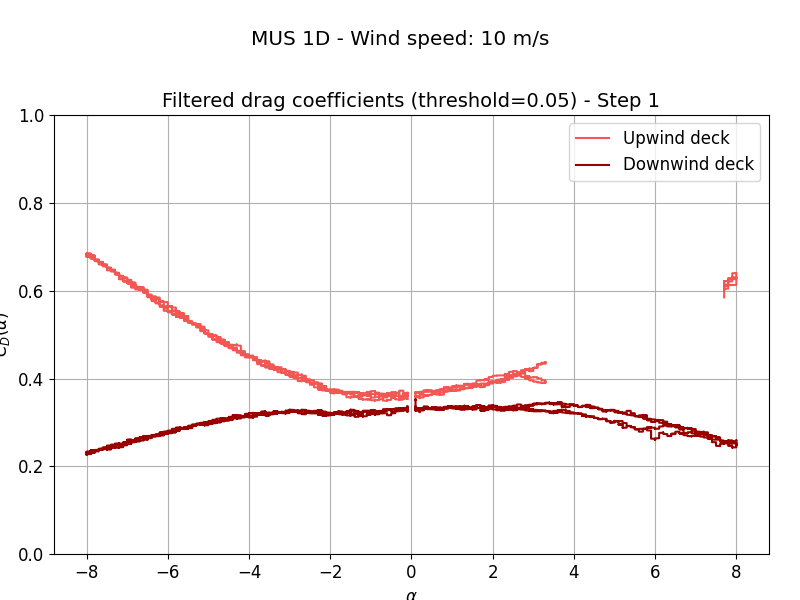 MUS 1D - Wind speed: 10 m/s
Filtered drag coefficients (threshold=0.05) - Step 1
1.0
0.8
0.6
0.4
0.2
0.0
Upwind deck
Downwind deck
−8 −6 −4 −2 0 2 4 6 8
α